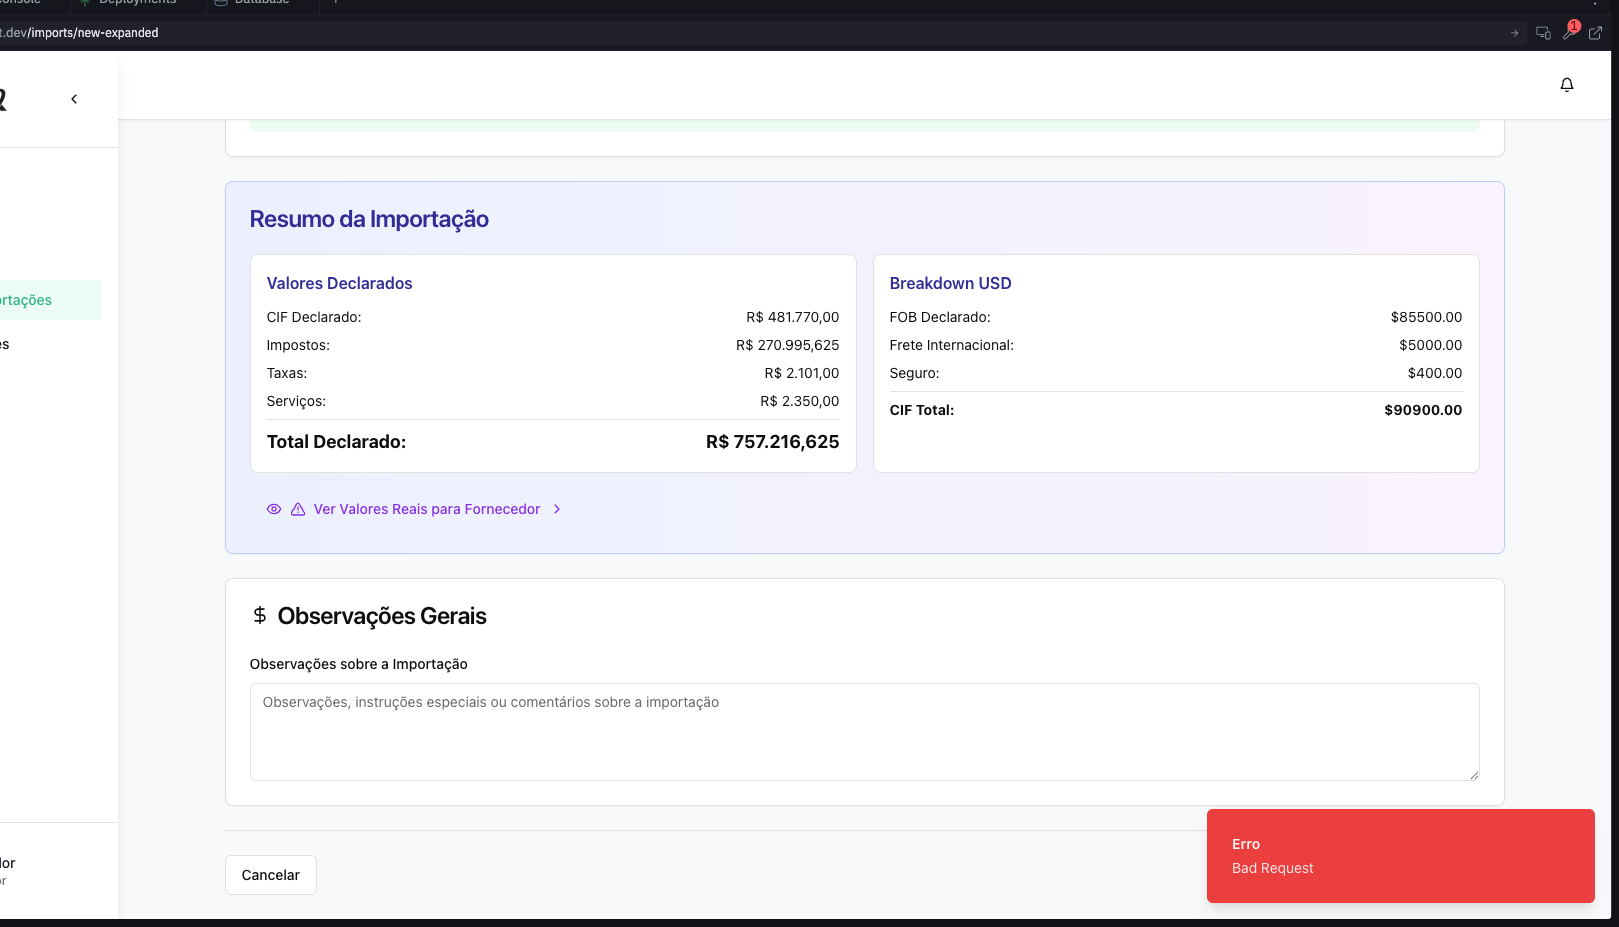 Deployments
Database
t.dev/imports/new-expanded
1
Resumo da Importação
Valores Declarados
CIF Declarado: R$ 481.770,00
Impostos: R$ 270.995,625
Taxas: R$ 2.101,00
Serviços: R$ 2.350,00
Total Declarado: R$ 757.216,625
Breakdown USD
FOB Declarado: $85500.00
Frete Internacional: $5000.00
Seguro: $400.00
CIF Total: $90900.00
Ver Valores Reais para Fornecedor
Observações Gerais
Observações sobre a Importação
Observações, instruções especiais ou comentários sobre a importação
Cancelar
Erro
Bad Request
rtações
es
dor
or